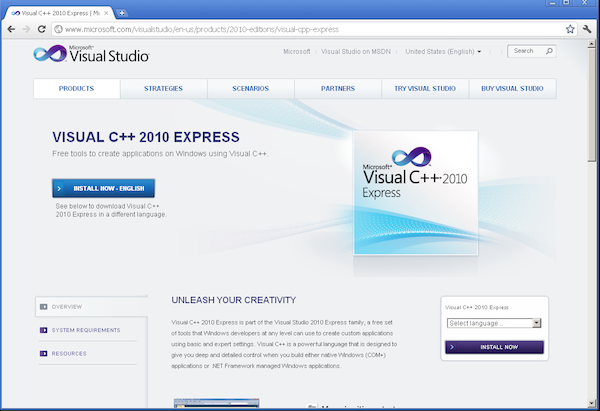 Visual C++ 2010 Express | Mi
www.microsoft.com/visualstudio/en-us/products/2010-editions/visual-cpp-express
Microsoft
Visual Studio
Microsoft
Visual Studio on MSDN
United States (English)
Search
PRODUCTS
STRATEGIES
SCENARIOS
PARTNERS
TRY VISUAL STUDIO
BUY VISUAL STUDIO
VISUAL C++ 2010 EXPRESS
Free tools to create applications on Windows using Visual C++.
INSTALL NOW - ENGLISH
See below to download Visual C++
2010 Express in a different language.
Microsoft
Visual C++ 2010
Express
OVERVIEW
SYSTEM REQUIREMENTS
RESOURCES
UNLEASH YOUR CREATIVITY
Visual C++ 2010 Express is part of the Visual Studio 2010 Express family, a free set
of tools that Windows developers at any level can use to create custom applications
using basic and expert settings. Visual C++ is a powerful language that is designed to
give you deep and detailed control when you build either native Windows (COM+)
applications or .NET Framework managed Windows applications.
Visual C++ 2010 Express
Select language...
INSTALL NOW